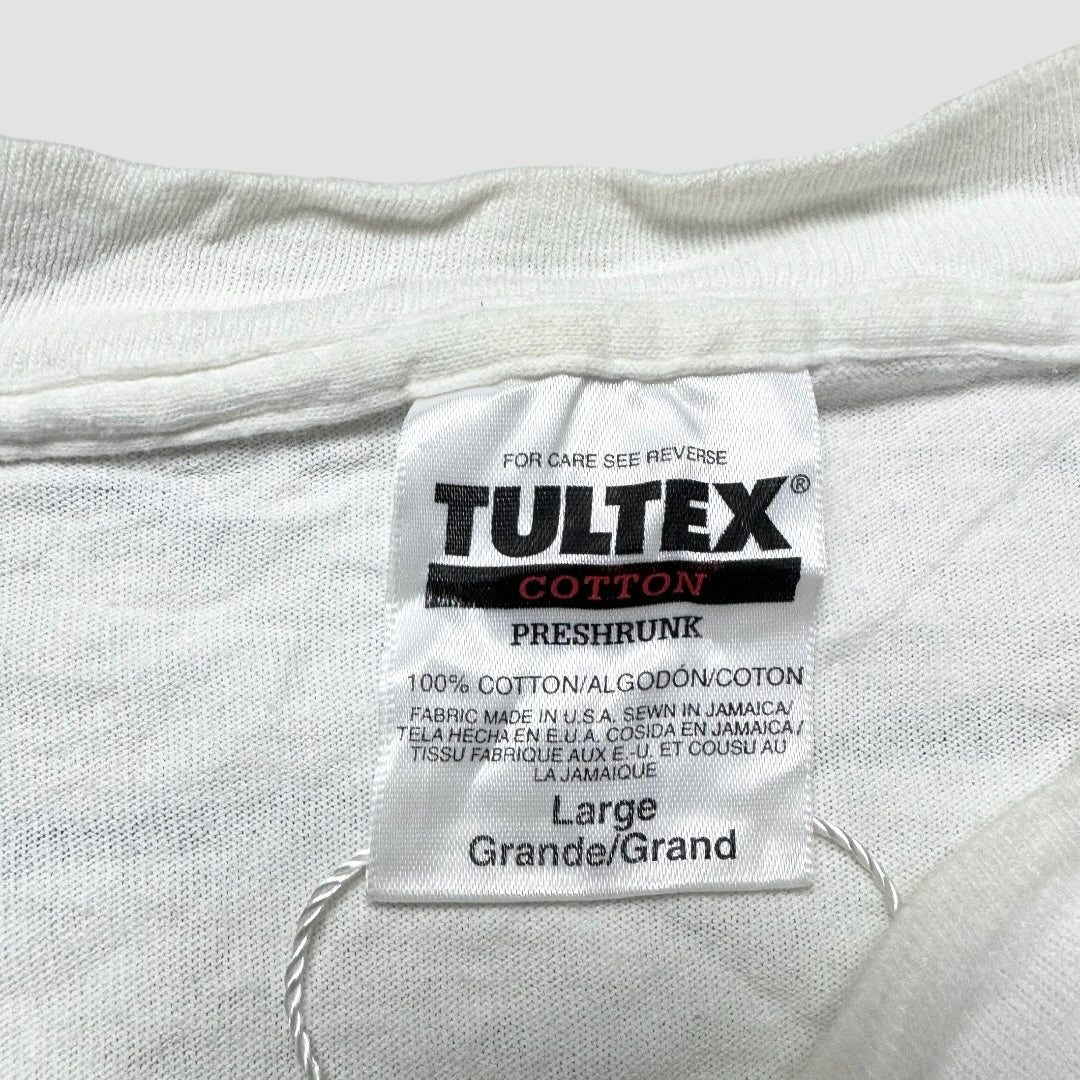 FOR CARE SEE REVERSE
TULTEX®
COTTON
PRESHRUNK
100% COTTON/ALGODÓN/COTON
FABRIC MADE IN U.S.A. SEWN IN JAMAICA/
TELA HECHA EN E.U.A. COSIDA EN JAMAICA/
TISSU FABRIQUE AUX E.-U. ET COUSU AU
LA JAMAIQUE
Large
Grande/Grand